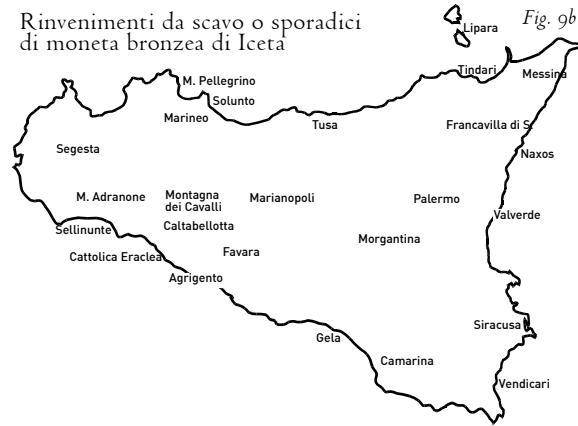 Rinvenimenti da scavo o sporadici
di moneta bronzea di Iceta
Fig. 9b
Lipara
Tindari
Messina
M. Pellegrino
Solunto
Marineo
Tusa
Francavilla di S.
Segesta
Naxos
M. Adranone
Montagna
dei Cavalli
Marianopoli
Palermo
Valverde
Sellinunte
Caltabellotta
Morgantina
Cattolica Eraclea
Favara
Agrigento
Siracusa
Gela
Camarina
Vendicari